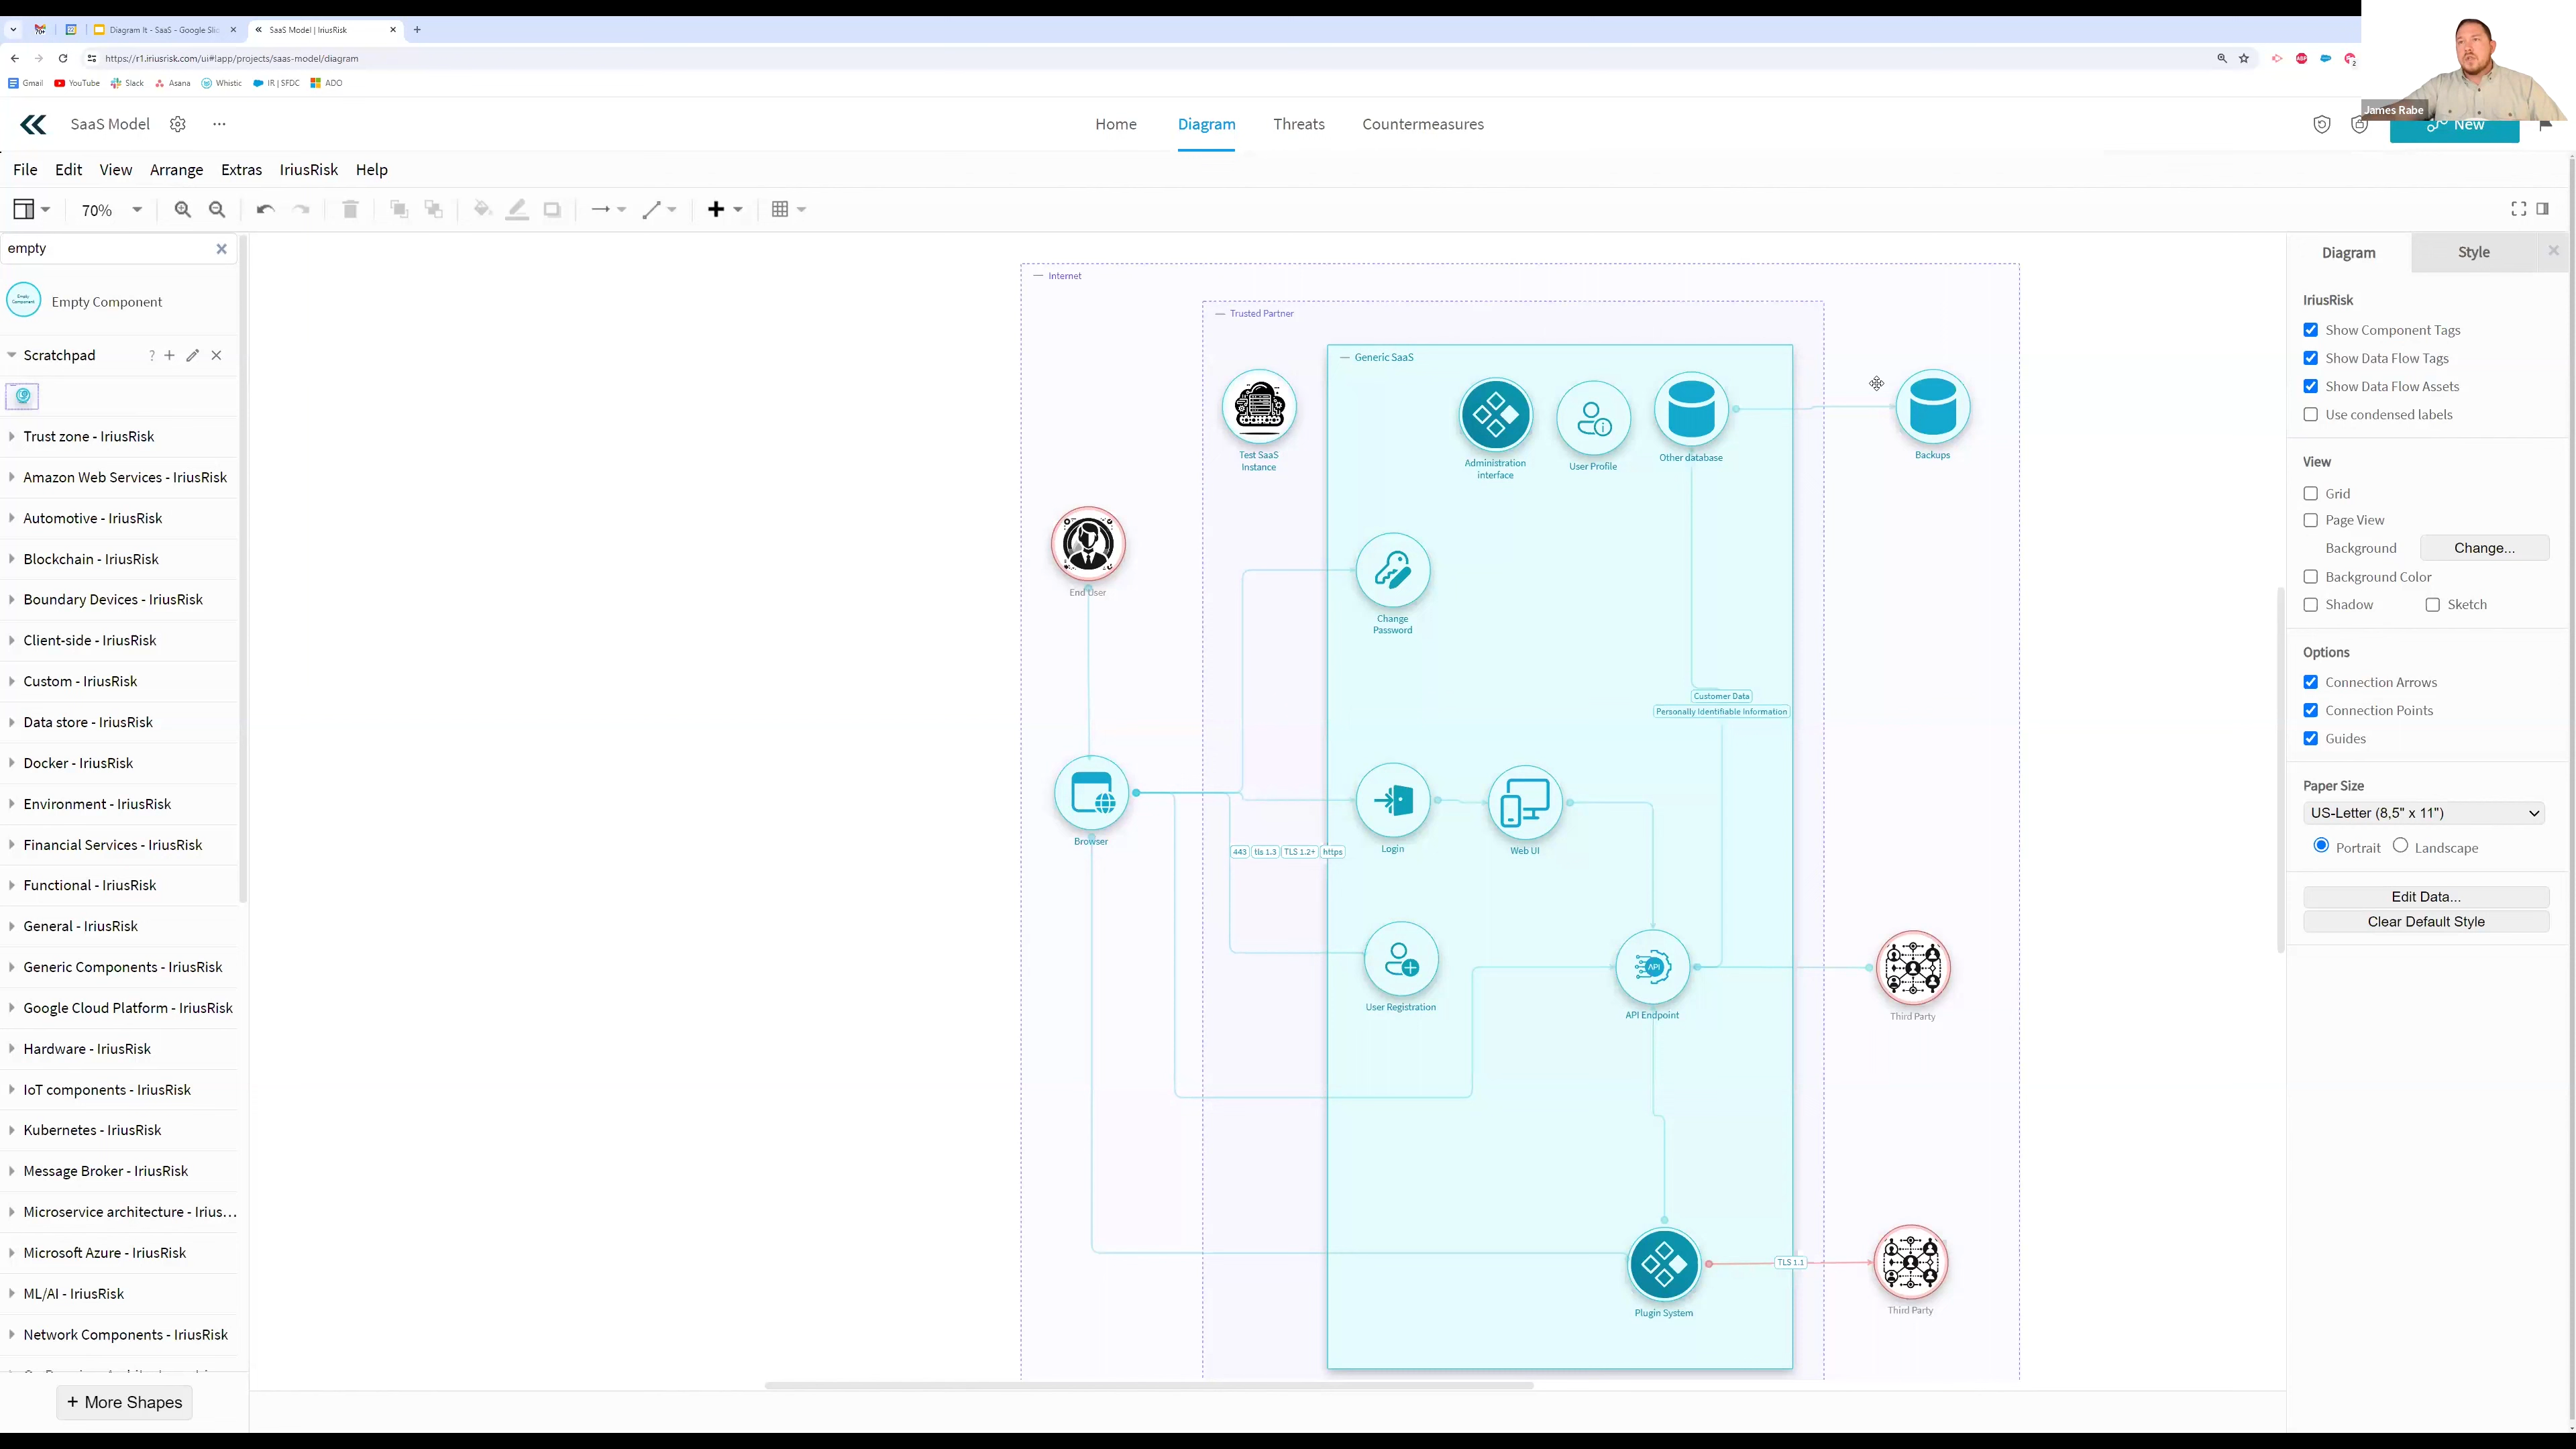 Diagram It - SaaS - Google Slid
SaaS Model | IriusRisk
https://r1.iriusrisk.com/ui#!app/projects/saas-model/diagram
Gmail
YouTube
Slack
Asana
Whistic
IR | SFDC
ADO
James Rabe
SaaS Model
Home
Diagram
Threats
Countermeasures
New
File
Edit
View
Arrange
Extras
IriusRisk
Help
70%
empty
Empty Component
Scratchpad
?
Trust zone - IriusRisk
Amazon Web Services - IriusRisk
Automotive - IriusRisk
Blockchain - IriusRisk
Boundary Devices - IriusRisk
Client-side - IriusRisk
Custom - IriusRisk
Data store - IriusRisk
Docker - IriusRisk
Environment - IriusRisk
Financial Services - IriusRisk
Functional - IriusRisk
General - IriusRisk
Generic Components - IriusRisk
Google Cloud Platform - IriusRisk
Hardware - IriusRisk
IoT components - IriusRisk
Kubernetes - IriusRisk
Message Broker - IriusRisk
Microservice architecture - Irius...
Microsoft Azure - IriusRisk
ML/AI - IriusRisk
Network Components - IriusRisk
+ More Shapes
Internet
Trusted Partner
Generic SaaS
Test SaaS
Instance
Administration
interface
User Profile
Other database
Backups
End User
Change
Password
Customer Data
Personally Identifiable Information
Browser
443
tls 1.3
TLS 1.2+
https
Login
Web UI
User Registration
API
API Endpoint
Third Party
Plugin System
TLS 1.1
Third Party
Diagram
Style
IriusRisk
Show Component Tags
Show Data Flow Tags
Show Data Flow Assets
Use condensed labels
View
Grid
Page View
Background
Change...
Background Color
Shadow
Sketch
Options
Connection Arrows
Connection Points
Guides
Paper Size
US-Letter (8,5" x 11")
Portrait
Landscape
Edit Data...
Clear Default Style